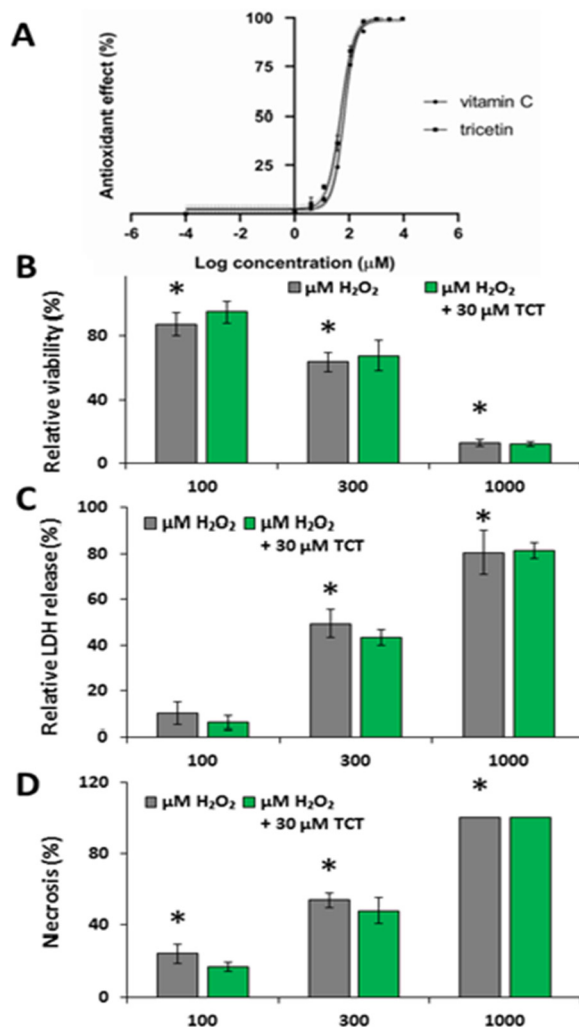 A
Antioxidant effect (%)
100
75
50
25
-6 -4 -2 0 2 4 6
Log concentration (µM)
vitamin C
tricetin
B
Relative viability (%)
80
40
0
µM H₂O₂
µM H₂O₂
+ 30 µM TCT
*
*
*
100 300 1000
C
Relative LDH release (%)
100
80
60
40
20
0
µM H₂O₂
µM H₂O₂
+ 30 µM TCT
*
*
100 300 1000
D
Necrosis (%)
120
80
40
0
µM H₂O₂
µM H₂O₂
+ 30 µM TCT
*
*
*
100 300 1000